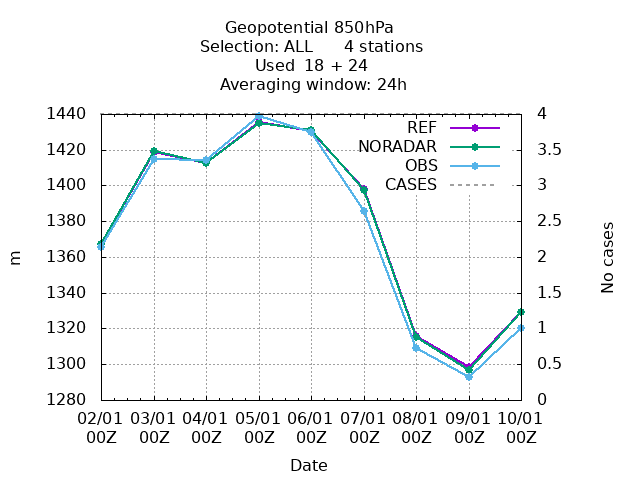 Geopotential 850hPa
Selection: ALL      4 stations
Used  18 + 24
Averaging window: 24h
1440
1420
1400
1380
1360
1340
1320
1300
1280
m
4
3.5
3
2.5
2
1.5
1
0.5
0
No cases
REF
NORADAR
OBS
CASES
02/01 03/01 04/01 05/01 06/01 07/01 08/01 09/01 10/01
00Z 00Z 00Z 00Z 00Z 00Z 00Z 00Z 00Z
Date